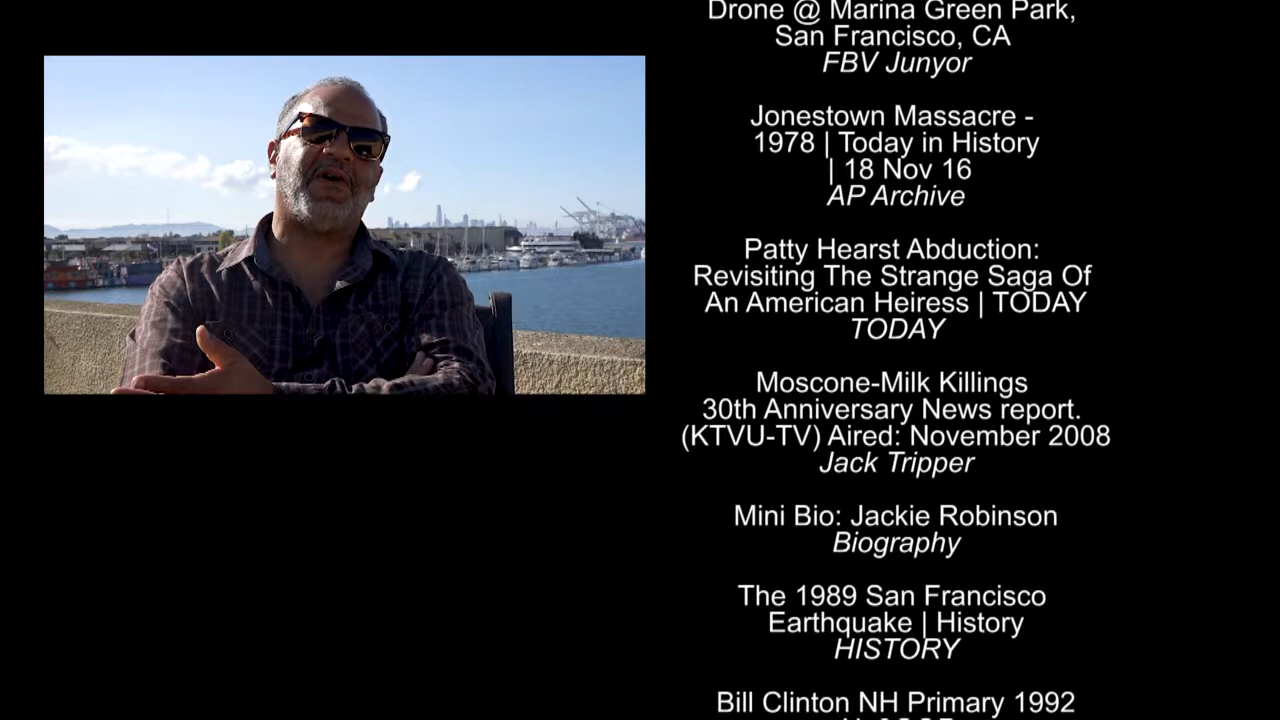 Drone @ Marina Green Park,
San Francisco, CA
FBV Junyor
Jonestown Massacre -
1978 | Today in History
| 18 Nov 16
AP Archive
Patty Hearst Abduction:
Revisiting The Strange Saga Of
An American Heiress | TODAY
TODAY
Moscone-Milk Killings
30th Anniversary News report.
(KTVU-TV) Aired: November 2008
Jack Tripper
Mini Bio: Jackie Robinson
Biography
The 1989 San Francisco
Earthquake | History
HISTORY
Bill Clinton NH Primary 1992